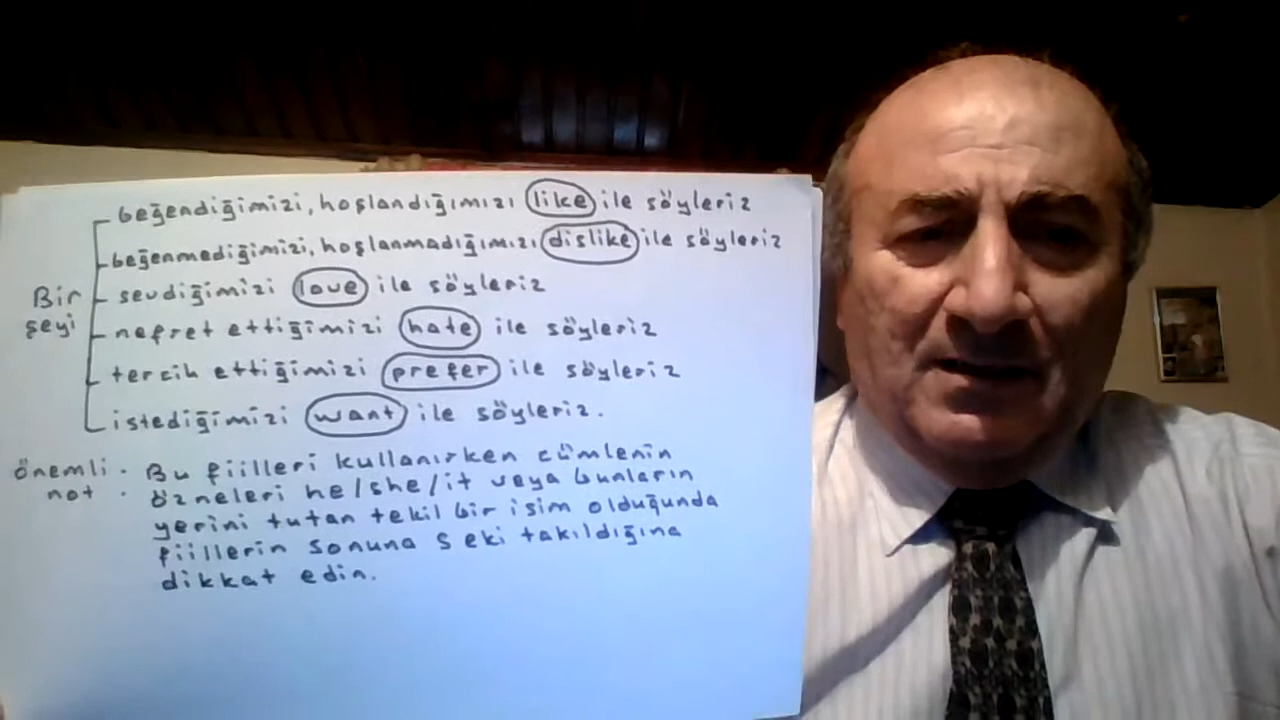 beğendiğimizi, hoşlandığımızı like ile söyleriz
beğenmediğimizi, hoşlanmadığımızı dislike ile söyleriz
Bir şeyi
sevdiğimizi love ile söyleriz
nefret ettiğimizi hate ile söyleriz
tercih ettiğimizi prefer ile söyleriz
istediğimizi want ile söyleriz.
önemli not : Bu fiilleri kullanırken cümlenin
özneleri he/she/it veya bunların
yerini tutan tekil bir isim olduğunda
fiillerin sonuna s eki takıldığına
dikkat edin.